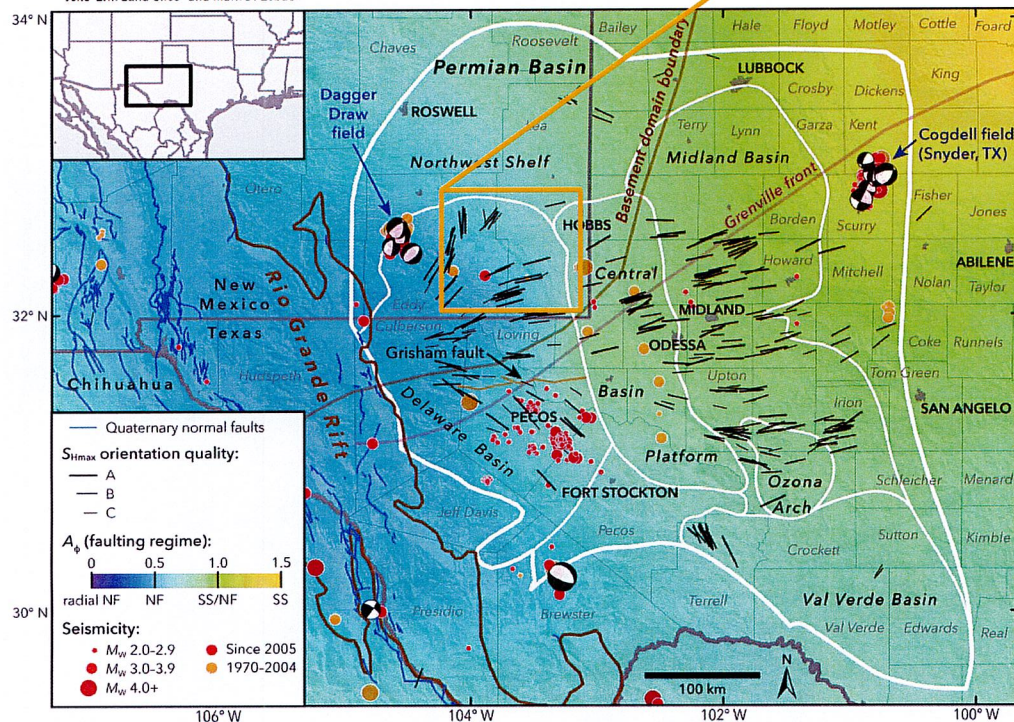 34° N
32° N
30° N
106° W
104° W
102° W
100° W
Chaves
Roosevelt
Bailey
Hale
Floyd
Motley
Cottle
Foard
King
Permian Basin
LUBBOCK
Crosby
Dickens
Dagger
Draw
field
ROSWELL
Lea
Basement domain boundary
Terry
Lynn
Garza
Kent
Cogdell field
(Snyder, TX)
Northwest Shelf
Midland Basin
Grenville front
Otero
Fisher
Jones
HOBBS
Borden
Scurry
Howard
Mitchell
ABILENE
Nolan
Taylor
New
Mexico
Texas
Rio Grande Rift
Eddy
Central
Culberson
Loving
MIDLAND
ODESSA
Coke
Runnels
Grisham fault
Tom Green
Chihuahua
Hudspeth
Basin
Upton
Irion
SAN ANGELO
PECOS
Delaware
Basin
Platform
Ozona
Arch
Schleicher
Menard
FORT STOCKTON
Jeff Davis
Pecos
Crockett
Sutton
Kimble
Presidio
Brewster
Terrell
Val Verde Basin
Val Verde
Edwards
Real
Quaternary normal faults
SHmax orientation quality:
A
B
C
Aϕ (faulting regime):
0 0.5 1.0 1.5
radial NF NF SS/NF SS
Seismicity:
Mw 2.0-2.9
Mw 3.0-3.9
Mw 4.0+
Since 2005
1970-2004
N
100 km